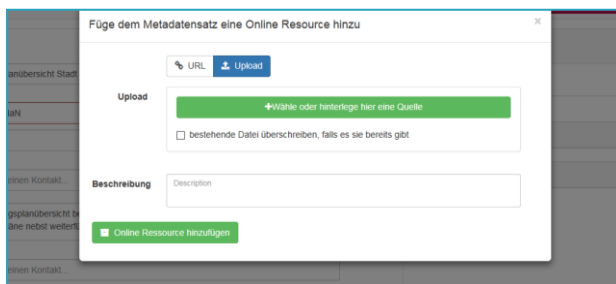 Füge dem Metadatensatz eine Online Resource hinzu
×
URL Upload
anübersicht Stadt
Upload
+Wähle oder hinterlege hier eine Quelle
laN
bestehende Datei überschreiben, falls es sie bereits gibt
einen Kontakt...
Beschreibung
Description
gsplanübersicht be
äne nebst weiterfü
Online Ressource hinzufügen
einen Kontakt...